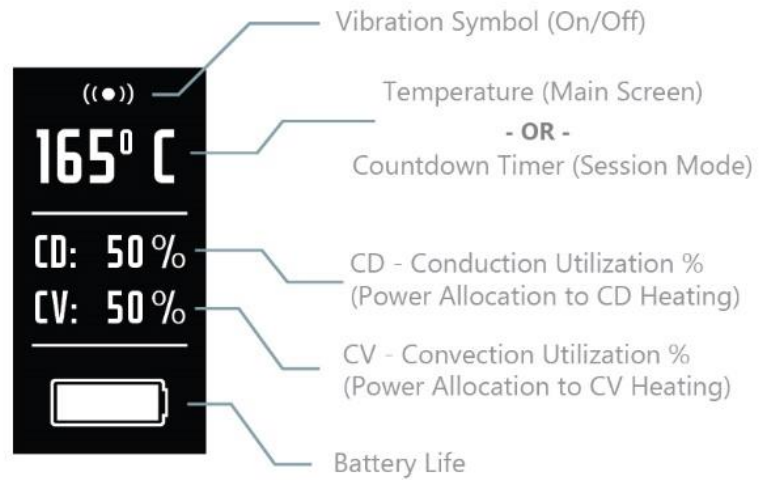 Vibration Symbol (On/Off)
165° C
Temperature (Main Screen)
- OR -
Countdown Timer (Session Mode)
CD: 50%
CV: 50%
CD - Conduction Utilization %
(Power Allocation to CD Heating)
CV - Convection Utilization %
(Power Allocation to CV Heating)
Battery Life